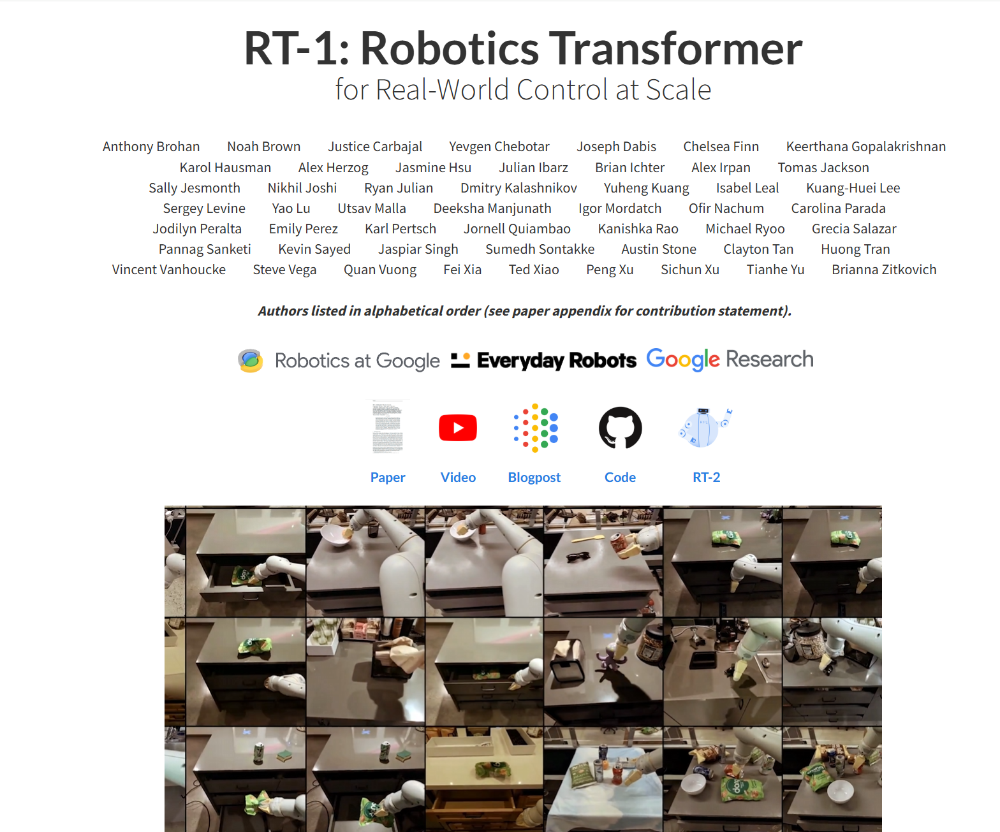 RT-1: Robotics Transformer
for Real-World Control at Scale
Anthony Brohan Noah Brown Justice Carbajal Yevgen Chebotar Joseph Dabis Chelsea Finn Keerthana Gopalakrishnan
Karol Hausman Alex Herzog Jasmine Hsu Julian Ibarz Brian Ichter Alex Irpan Tomas Jackson
Sally Jesmonth Nikhil Joshi Ryan Julian Dmitry Kalashnikov Yuheng Kuang Isabel Leal Kuang-Huei Lee
Sergey Levine Yao Lu Utsav Malla Deeksha Manjunath Igor Mordatch Ofir Nachum Carolina Parada
Jodilyn Peralta Emily Perez Karl Pertsch Jornell Quiambao Kanishka Rao Michael Ryoo Grecia Salazar
Pannag Sanketi Kevin Sayed Jaspiar Singh Sumedh Sontakke Austin Stone Clayton Tan Huong Tran
Vincent Vanhoucke Steve Vega Quan Vuong Fei Xia Ted Xiao Peng Xu Sichun Xu Tianhe Yu Brianna Zitkovich
Authors listed in alphabetical order (see paper appendix for contribution statement).
Robotics at Google Everyday Robots Google Research
Paper Video Blogpost Code RT-2